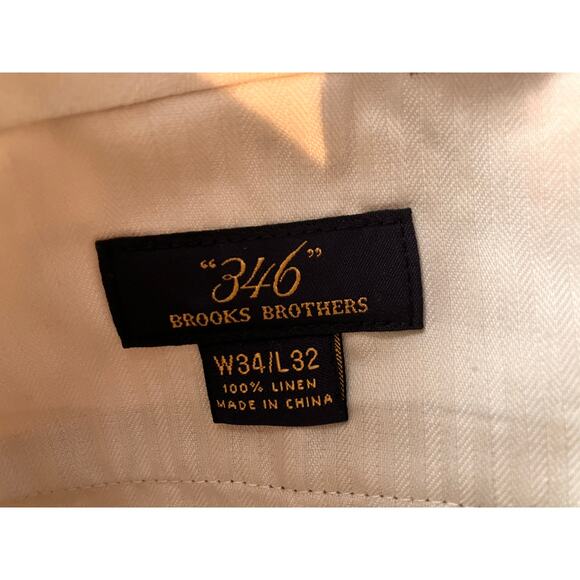 "346"
BROOKS BROTHERS
W34/L32
100% LINEN
MADE IN CHINA